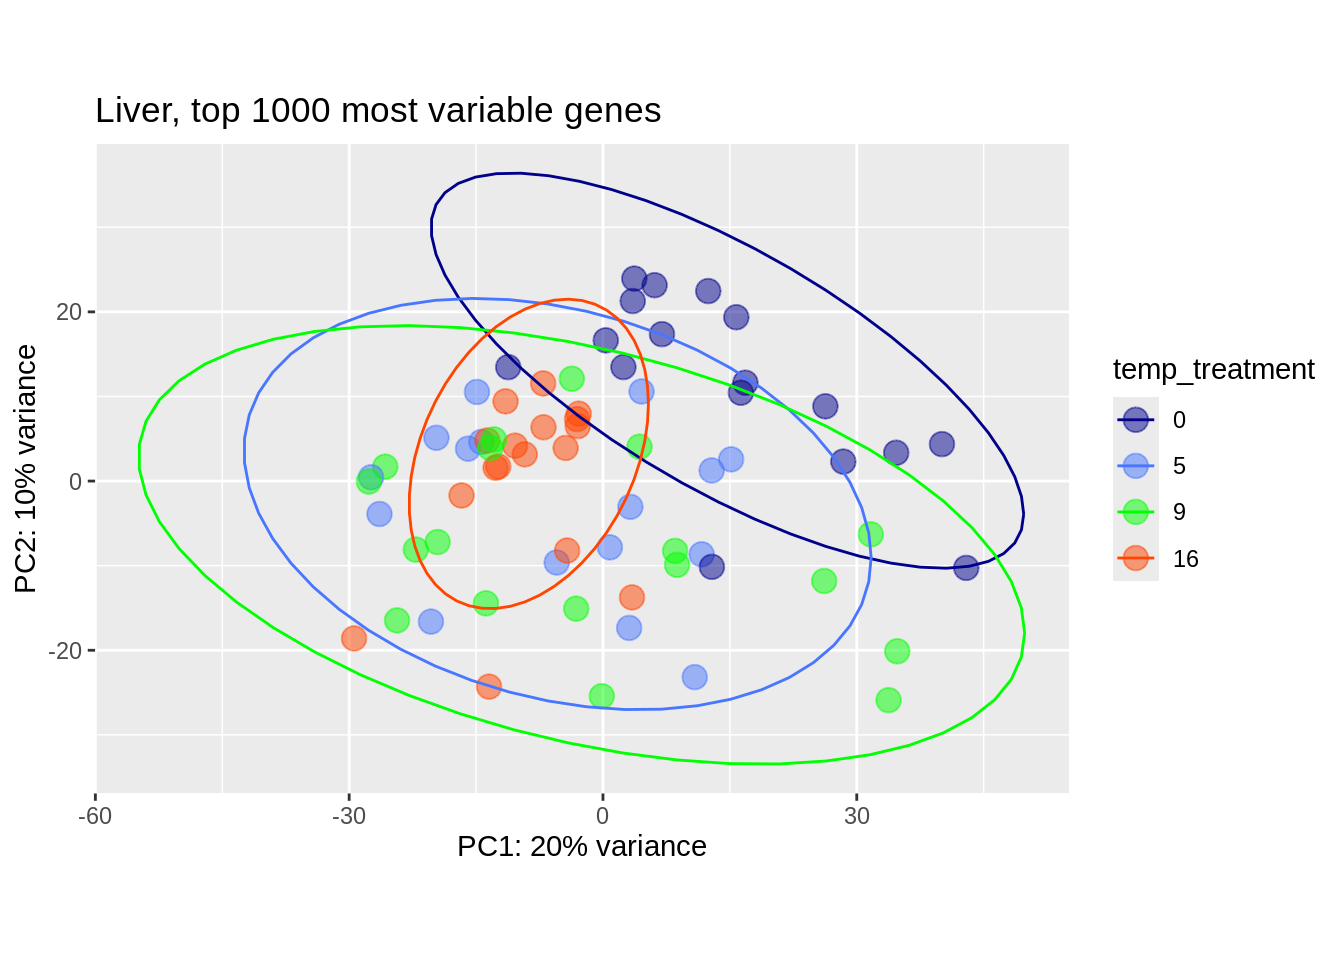 Liver, top 1000 most variable genes
PC2: 10% variance
20
0
-20
-60
-30
0
30
PC1: 20% variance
temp_treatment
0
5
9
16